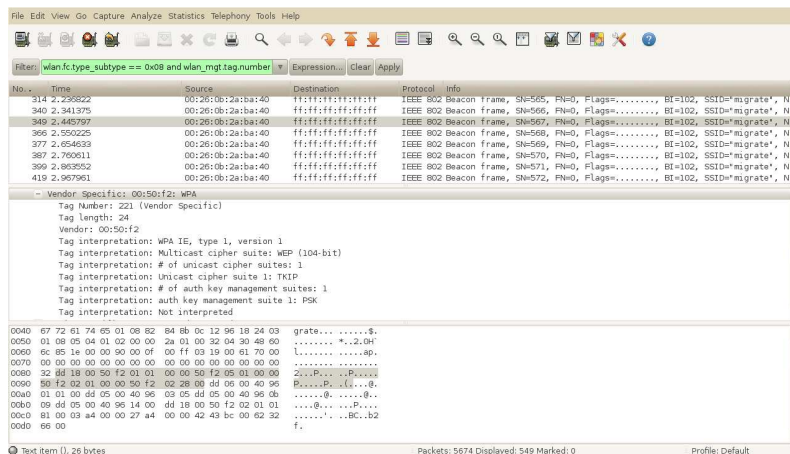 File Edit View Go Capture Analyze Statistics Telephony Tools Help
Filter: wlan.fc.type_subtype == 0x08 and wlan_mgt.tag.number Expression... Clear Apply
No. . Time Source Destination Protocol Info
314 2.236822 00:26:0b:2a:ba:40 ff:ff:ff:ff:ff:ff IEEE 802 Beacon frame, SN=565, FN=0, Flags=........, BI=102, SSID="migrate", N
340 2.341375 00:26:0b:2a:ba:40 ff:ff:ff:ff:ff:ff IEEE 802 Beacon frame, SN=566, FN=0, Flags=........, BI=102, SSID="migrate", N
349 2.445797 00:26:0b:2a:ba:40 ff:ff:ff:ff:ff:ff IEEE 802 Beacon frame, SN=567, FN=0, Flags=........, BI=102, SSID="migrate", N
366 2.550225 00:26:0b:2a:ba:40 ff:ff:ff:ff:ff:ff IEEE 802 Beacon frame, SN=568, FN=0, Flags=........, BI=102, SSID="migrate", N
377 2.654633 00:26:0b:2a:ba:40 ff:ff:ff:ff:ff:ff IEEE 802 Beacon frame, SN=569, FN=0, Flags=........, BI=102, SSID="migrate", N
387 2.760611 00:26:0b:2a:ba:40 ff:ff:ff:ff:ff:ff IEEE 802 Beacon frame, SN=570, FN=0, Flags=........, BI=102, SSID="migrate", N
399 2.863552 00:26:0b:2a:ba:40 ff:ff:ff:ff:ff:ff IEEE 802 Beacon frame, SN=571, FN=0, Flags=........, BI=102, SSID="migrate", N
419 2.967961 00:26:0b:2a:ba:40 ff:ff:ff:ff:ff:ff IEEE 802 Beacon frame, SN=572, FN=0, Flags=........, BI=102, SSID="migrate", N
Vendor Specific: 00:50:f2: WPA
Tag Number: 221 (Vendor Specific)
Tag length: 24
Vendor: 00:50:f2
Tag interpretation: WPA IE, type 1, version 1
Tag interpretation: Multicast cipher suite: WEP (104-bit)
Tag interpretation: # of unicast cipher suites: 1
Tag interpretation: Unicast cipher suite 1: TKIP
Tag interpretation: # of auth key management suites: 1
Tag interpretation: auth key management suite 1: PSK
Tag interpretation: Not interpreted
0040 67 72 61 74 65 01 08 82 84 8b 0c 12 96 18 24 03 grate... ......$.
0050 01 08 05 04 01 02 00 00 2a 01 00 32 04 30 48 60 ........ *..2.0H`
0060 6c 85 1e 00 00 90 00 0f 00 ff 03 19 00 61 70 00 l....... .....ap.
0070 00 00 00 00 00 00 00 00 00 00 00 00 00 00 00 00 ........ ........
0080 32 dd 18 00 50 f2 01 01 00 00 50 f2 05 01 00 00 2...P... ..P.....
0090 50 f2 02 01 00 00 50 f2 02 28 00 dd 06 00 40 96 P.....P. .(....@.
00a0 01 01 00 dd 05 00 40 96 03 05 dd 05 00 40 96 0b ......@. .....@..
00b0 09 dd 05 00 40 96 14 00 dd 18 00 50 f2 02 01 01 ....@... ...P....
00c0 81 00 03 a4 00 00 27 a4 00 00 42 43 bc 00 62 32 ......'. ..BC..b2
00d0 66 00 f.
Text item (), 26 bytes Packets: 5674 Displayed: 549 Marked: 0 Profile: Default